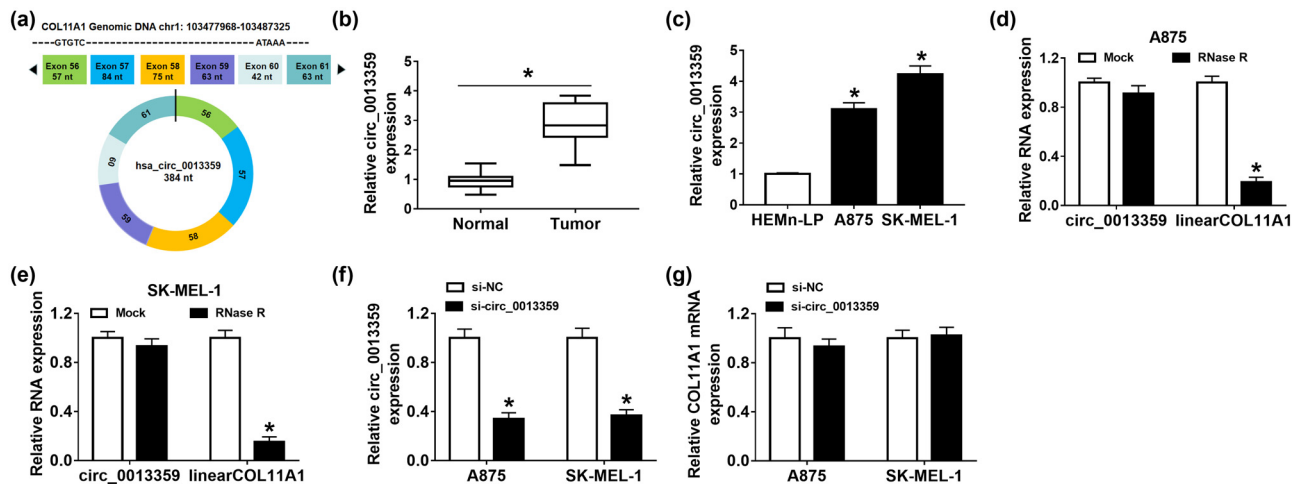 (a)
COL11A1 Genomic DNA chr1: 103477968-103487325
-----GTGTC------------------------------ATAAA-----
Exon 56 Exon 57 Exon 58 Exon 59 Exon 60 Exon 61
57 nt 84 nt 75 nt 63 nt 42 nt 63 nt
61 56
60 57
59 58
hsa_circ_0013359
384 nt
(b)
Relative circ_0013359
expression
5
4
3
2
1
0
*
Normal Tumor
(c)
Relative circ_0013359
expression
5
4
3
2
1
0
* *
HEMn-LP A875 SK-MEL-1
(d)
A875
Mock RNase R
Relative RNA expression
1.2
0.8
0.4
0.0
*
circ_0013359 linearCOL11A1
(e)
SK-MEL-1
Mock RNase R
Relative RNA expression
1.2
0.8
0.4
0.0
*
circ_0013359 linearCOL11A1
(f)
si-NC
si-circ_0013359
Relative circ_0013359
expression
1.2
0.8
0.4
0.0
* *
A875 SK-MEL-1
(g)
si-NC
si-circ_0013359
Relative COL11A1 mRNA
expression
1.2
0.8
0.4
0.0
A875 SK-MEL-1